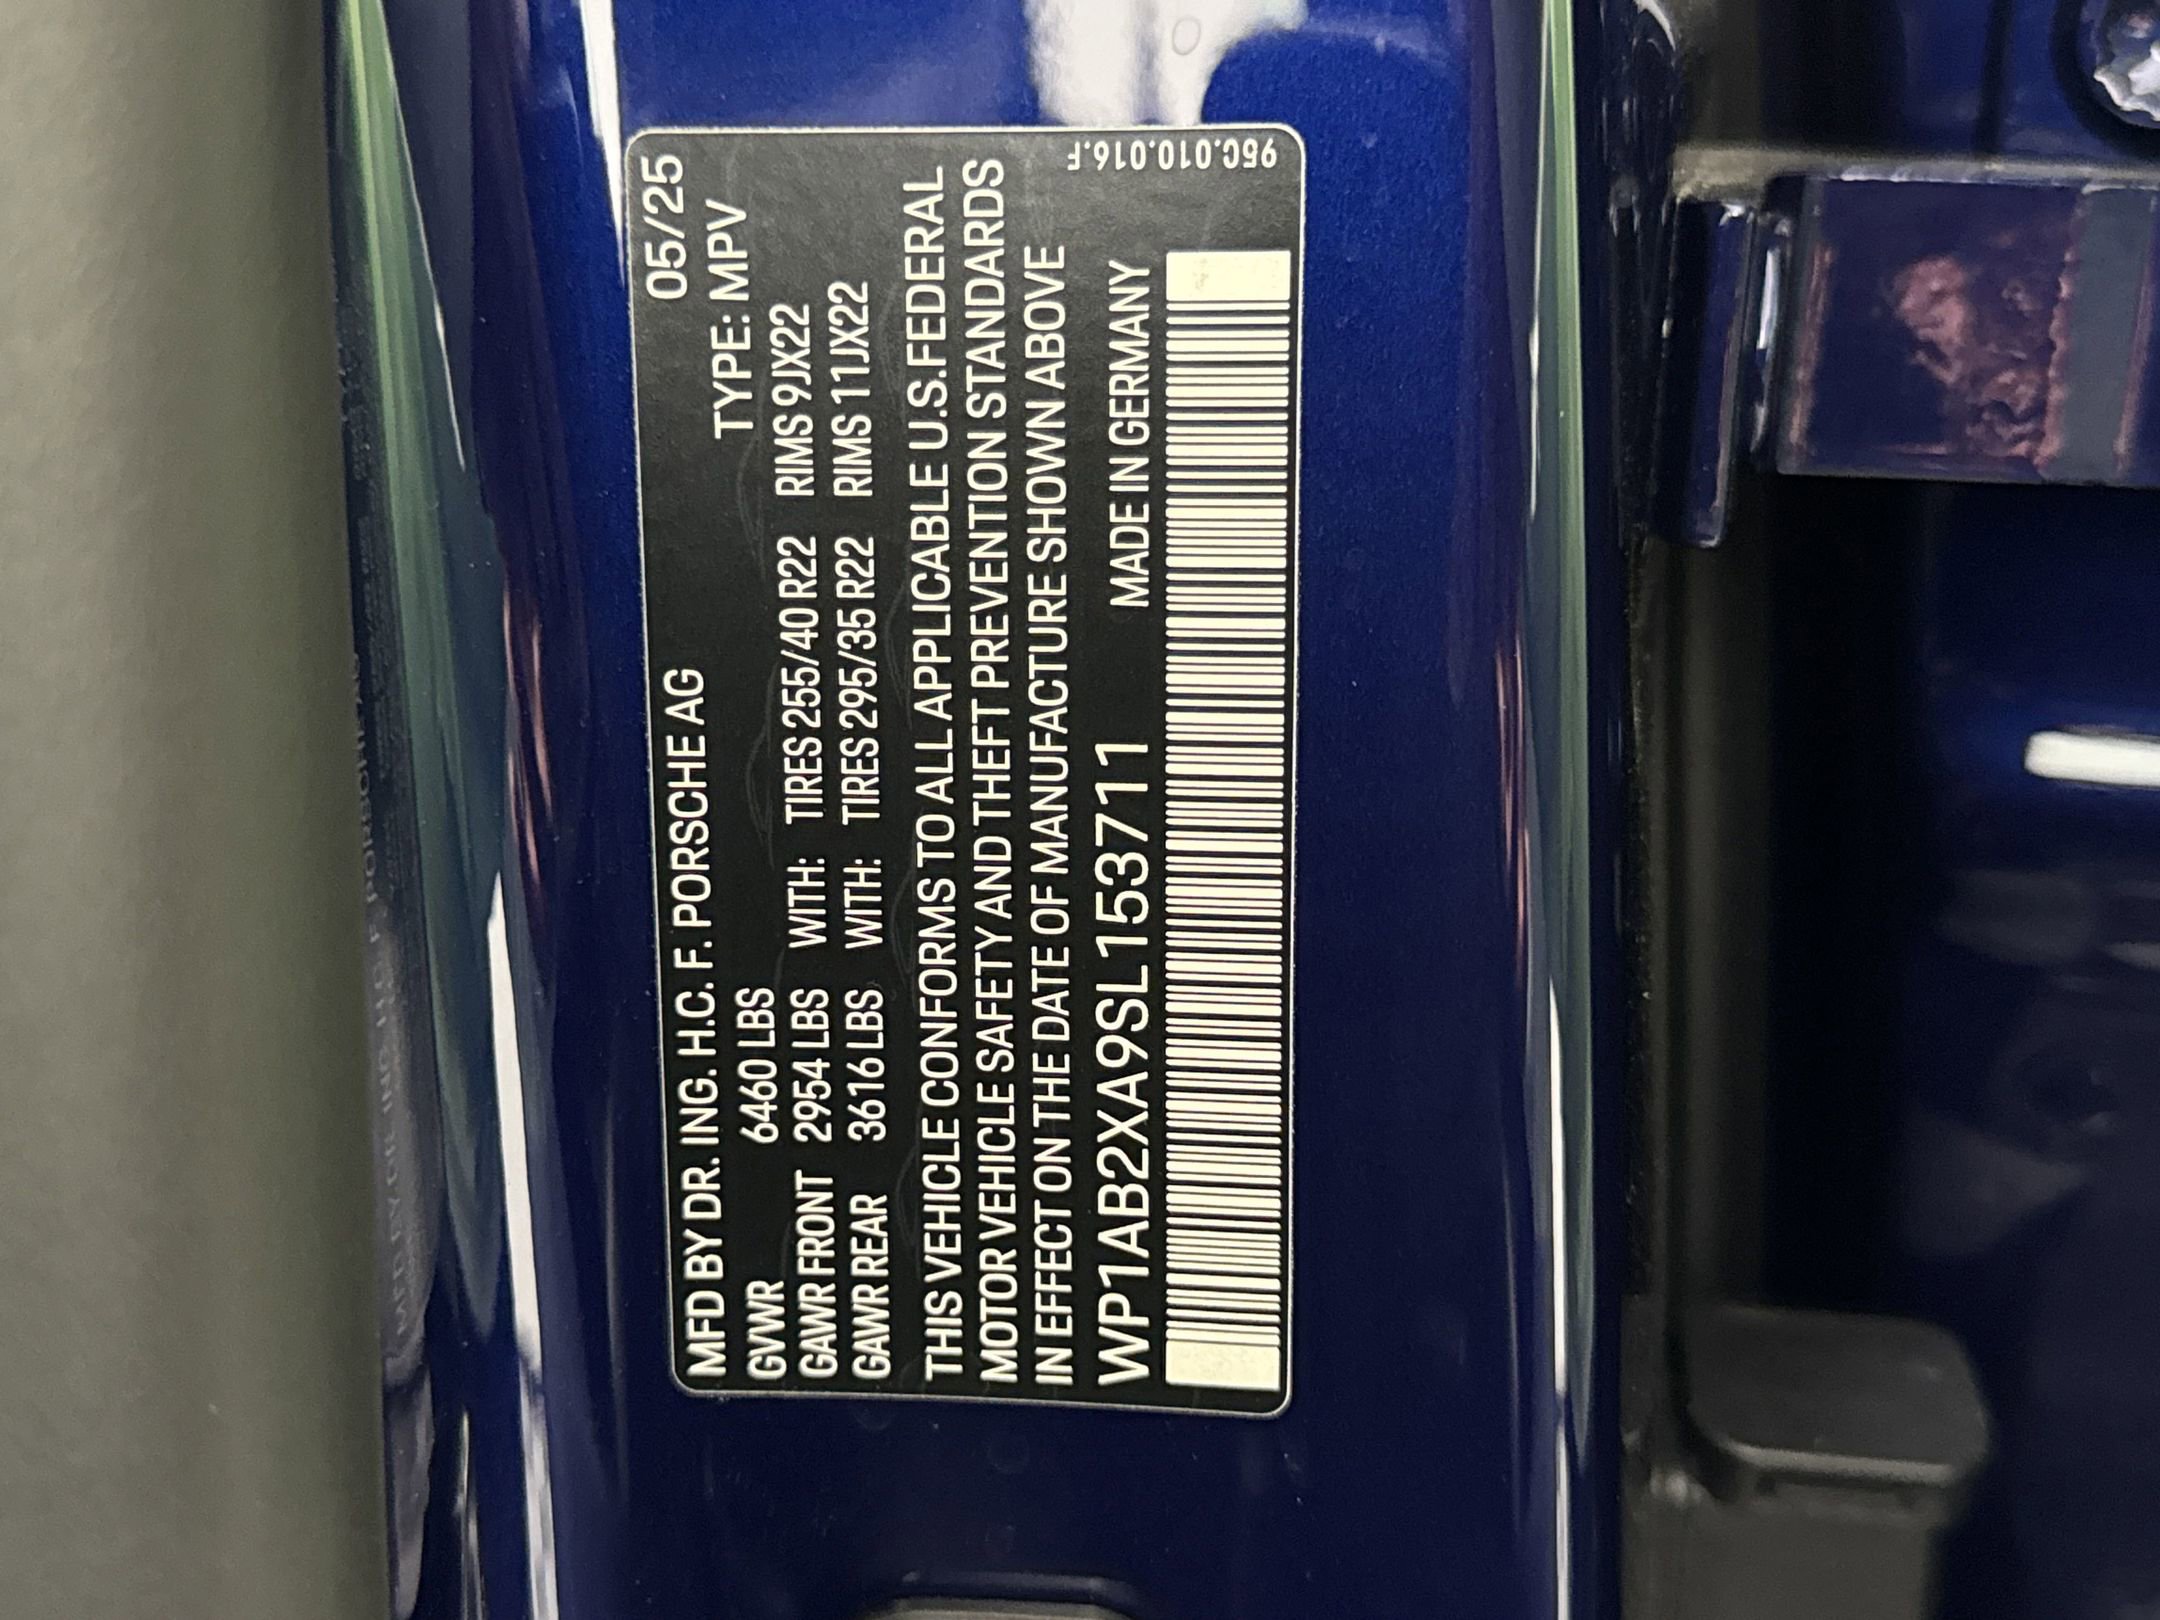 05/25
MFD BY DR. ING. H.C. F. PORSCHE AG
TYPE: MPV
GVWR 6460 LBS
GAWR FRONT 2954 LBS WITH: TIRES 255/40 R22 RIMS 9JX22
GAWR REAR 3616 LBS WITH: TIRES 295/35 R22 RIMS 11JX22
THIS VEHICLE CONFORMS TO ALL APPLICABLE U.S.FEDERAL
MOTOR VEHICLE SAFETY AND THEFT PREVENTION STANDARDS
IN EFFECT ON THE DATE OF MANUFACTURE SHOWN ABOVE
WP1AB2XA9SL153711 MADE IN GERMANY
95C.010.016.F